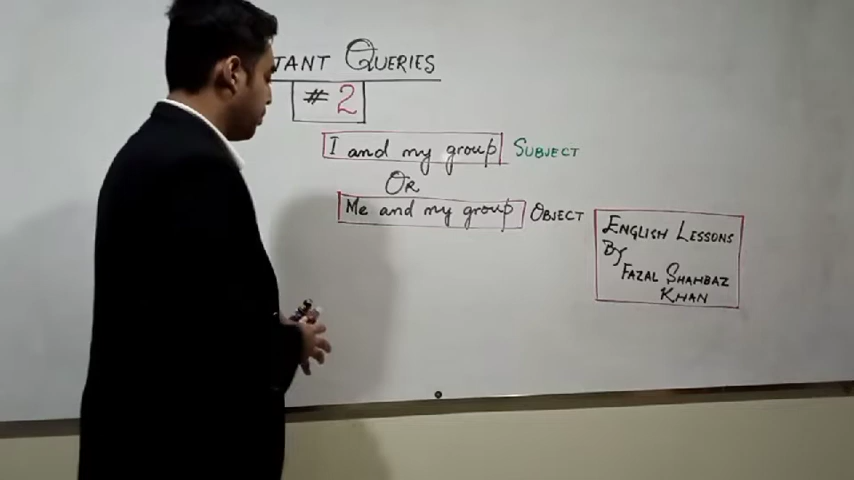 TANT QUERIES
# 2
I and my group SUBJECT
OR
Me and my group OBJECT
ENGLISH LESSONS
BY
FAZAL SHAHBAZ
KHAN